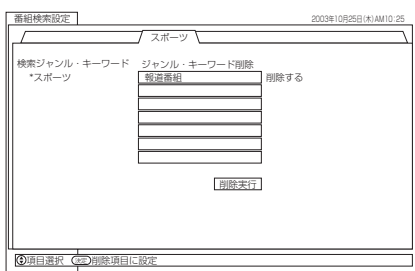 番組検索設定 2003年10月25日(木)AM10:25
スポーツ
検索ジャンル・キーワード ジャンル・キーワード削除
*スポーツ 報道番組 削除する
削除実行
項目選択 決定 削除項目に設定